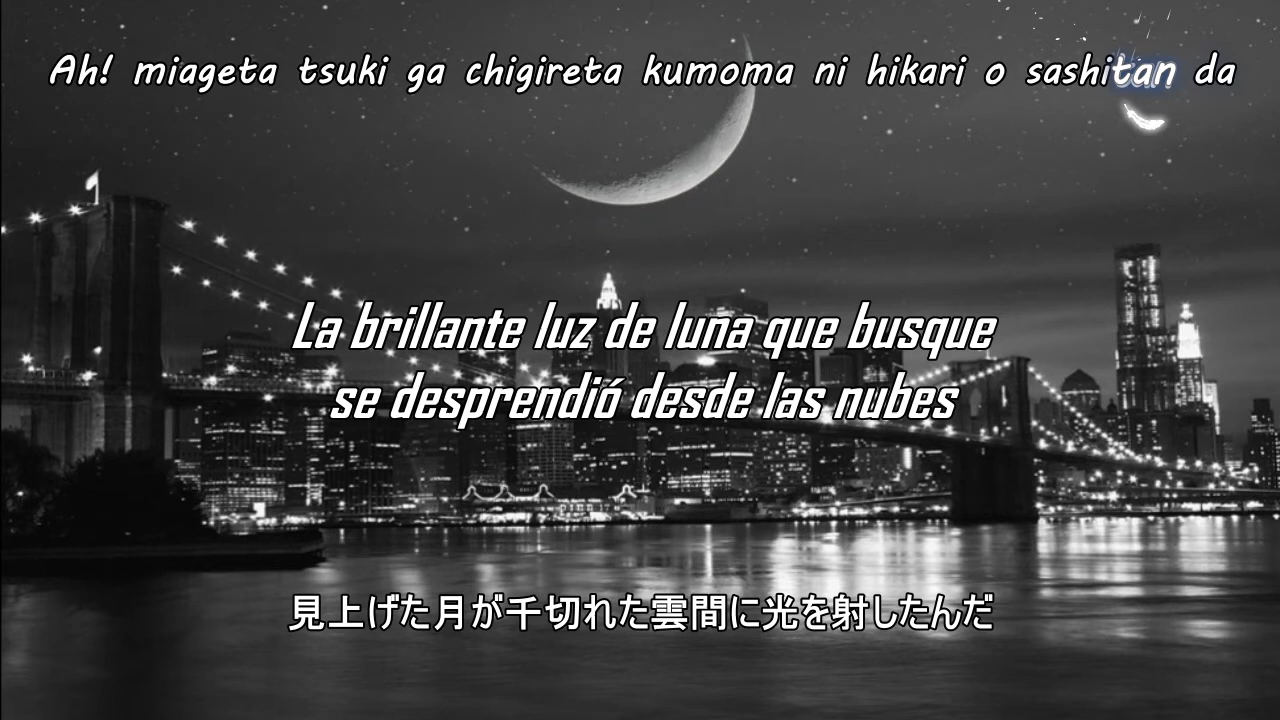 Ah! miageta tsuki ga chigireta kumoma ni hikari o sashitan da
La brillante luz de luna que busque
se desprendió desde las nubes
PIER 17
見上げた月が千切れた雲間に光を射したんだ